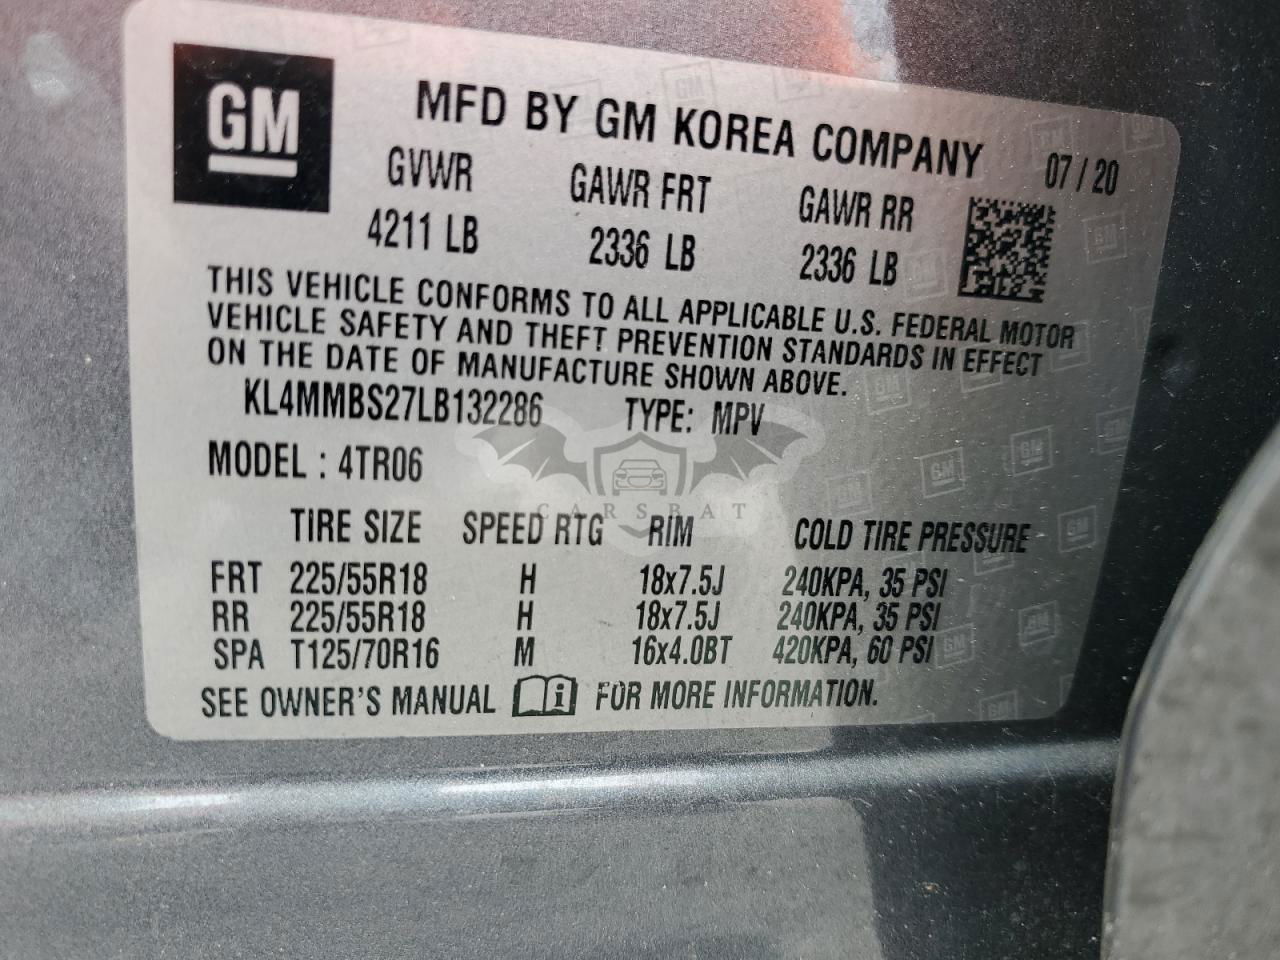 GM
MFD BY GM KOREA COMPANY 07/20
GVWR GAWR FRT GAWR RR
4211 LB 2336 LB 2336 LB
THIS VEHICLE CONFORMS TO ALL APPLICABLE U.S. FEDERAL MOTOR
VEHICLE SAFETY AND THEFT PREVENTION STANDARDS IN EFFECT
ON THE DATE OF MANUFACTURE SHOWN ABOVE.
KL4MMBS27LB132286 TYPE: MPV
MODEL : 4TR06
CARSBAT
TIRE SIZE SPEED RTG RIM COLD TIRE PRESSURE
FRT 225/55R18 H 18x7.5J 240KPA, 35 PSI
RR 225/55R18 H 18x7.5J 240KPA, 35 PSI
SPA T125/70R16 M 16x4.0BT 420KPA, 60 PSI
SEE OWNER'S MANUAL i FOR MORE INFORMATION.